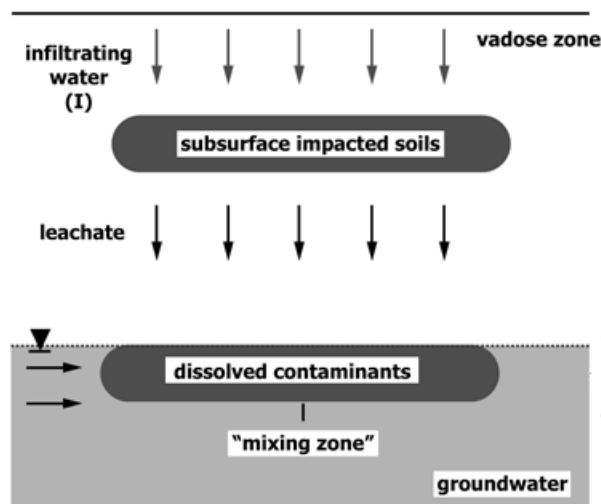 vadose zone
infiltrating
water
(I)
subsurface impacted soils
leachate
dissolved contaminants
“mixing zone”
groundwater